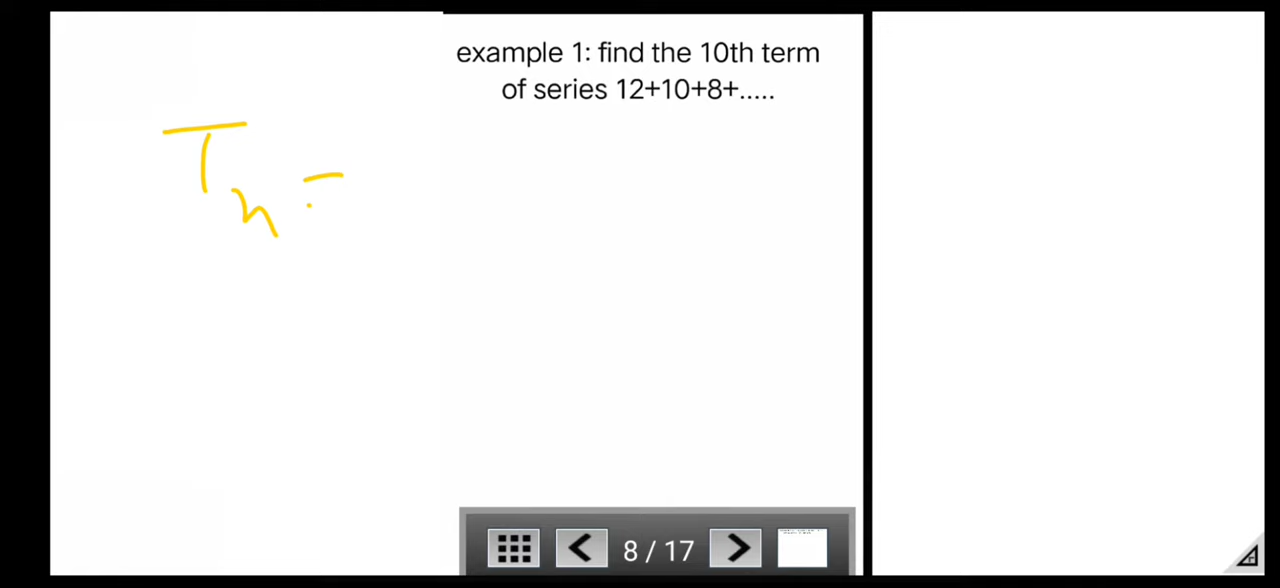 Tn =
example 1: find the 10th term
of series 12+10+8+.....
8 / 17